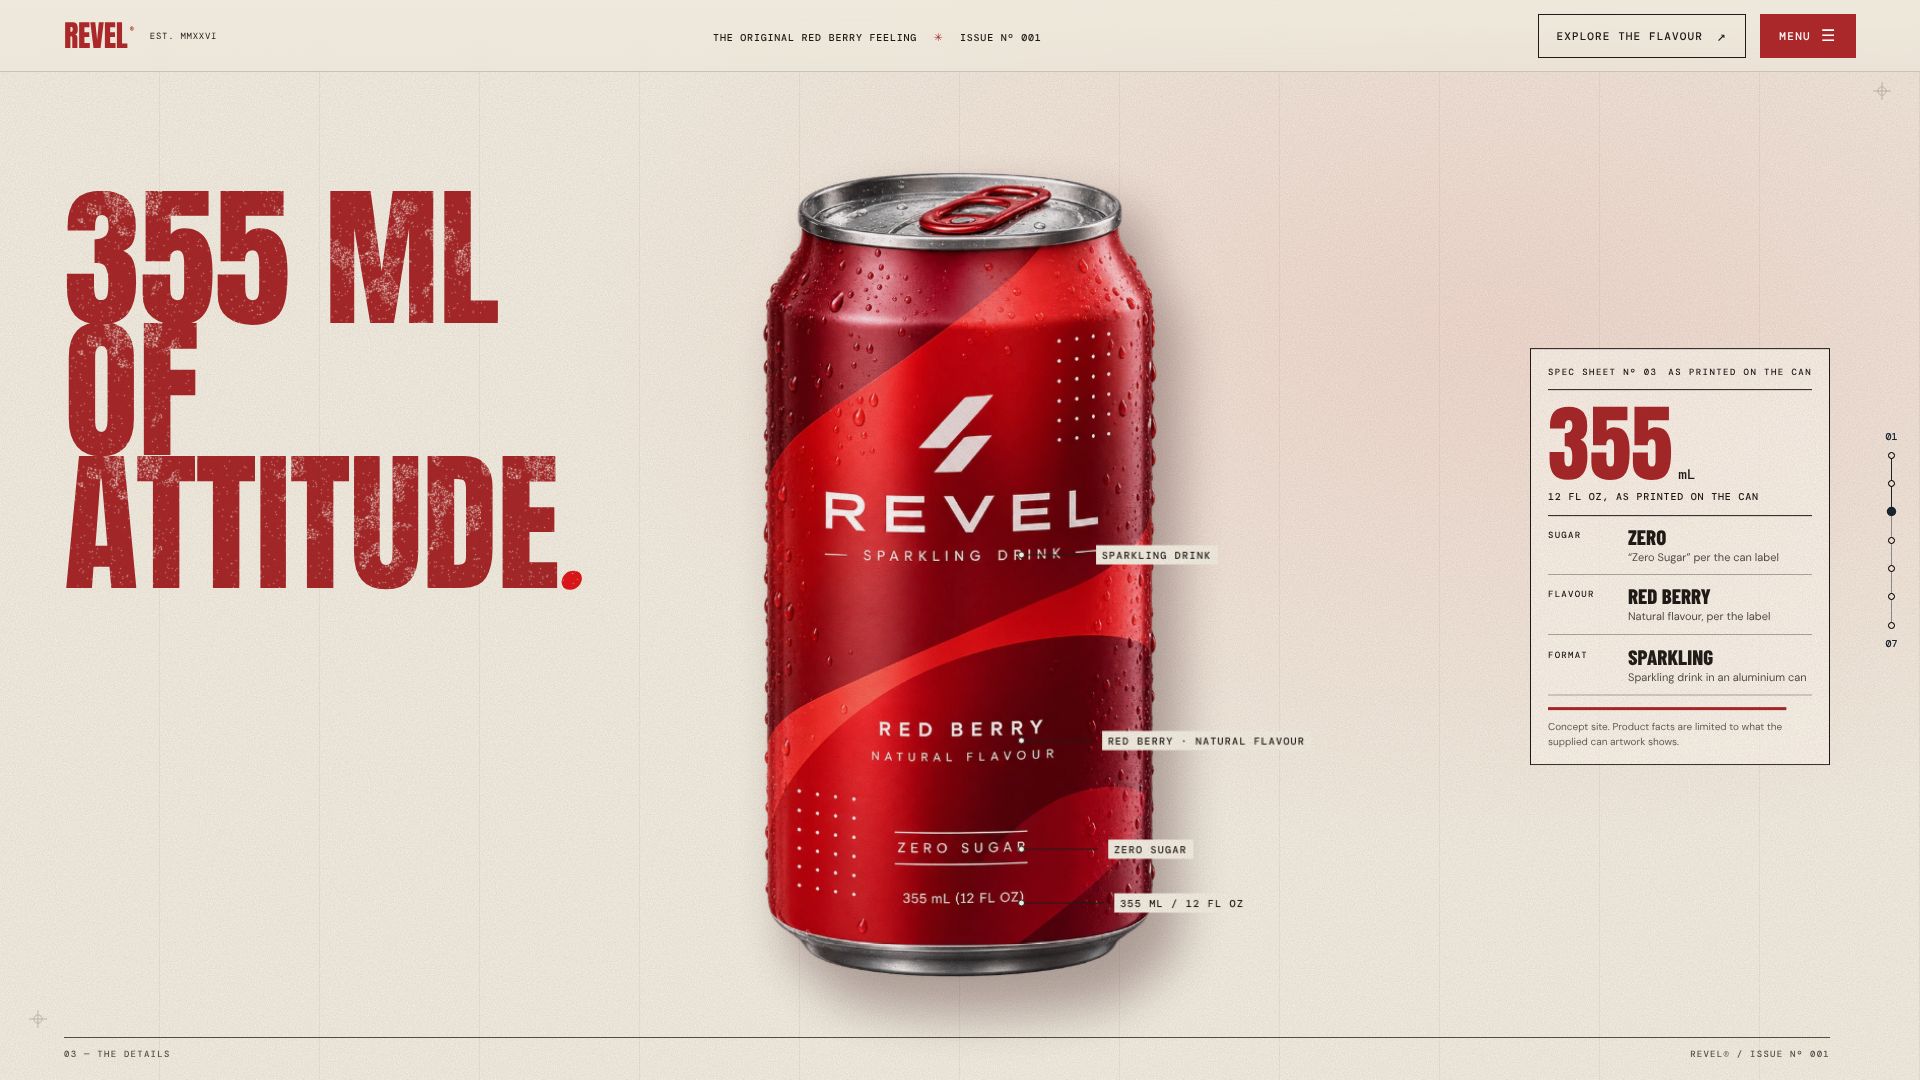 REVEL®
EST. MMXXVI
THE ORIGINAL RED BERRY FEELING ✳ ISSUE Nº 001
EXPLORE THE FLAVOUR ↗
MENU ☰
355 ML
OF
ATTITUDE.
REVEL
SPARKLING DRINK
SPARKLING DRINK
RED BERRY
NATURAL FLAVOUR
RED BERRY · NATURAL FLAVOUR
ZERO SUGAR
ZERO SUGAR
355 mL (12 FL OZ)
355 ML / 12 FL OZ
SPEC SHEET Nº 03 AS PRINTED ON THE CAN
355 mL
12 FL OZ, AS PRINTED ON THE CAN
SUGAR ZERO
“Zero Sugar” per the can label
FLAVOUR RED BERRY
Natural flavour, per the label
FORMAT SPARKLING
Sparkling drink in an aluminium can
Concept site. Product facts are limited to what the
supplied can artwork shows.
01
07
03 — THE DETAILS
REVEL® / ISSUE Nº 001